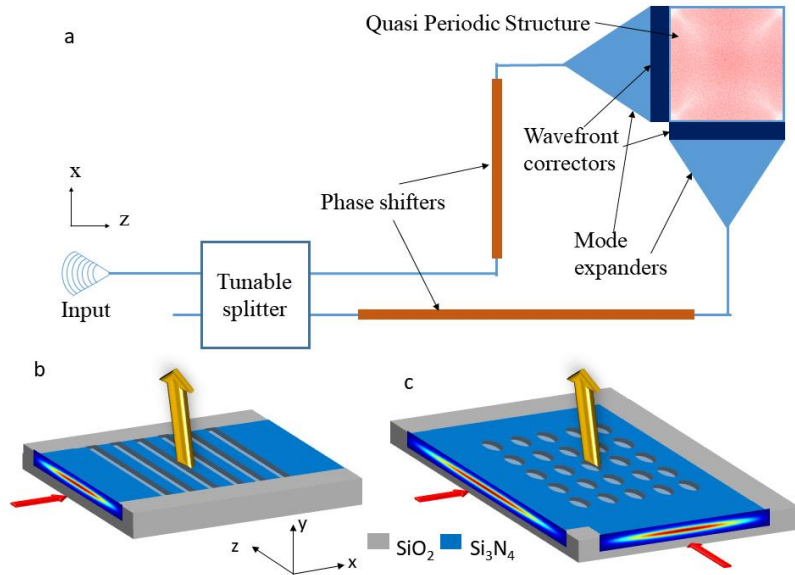 a
Quasi Periodic
Structure
Wavefront
correctors
x
z
Phase shifters
Mode
expanders
Input
Tunable
splitter
b
c
y
z
x
SiO₂
Si₃N₄